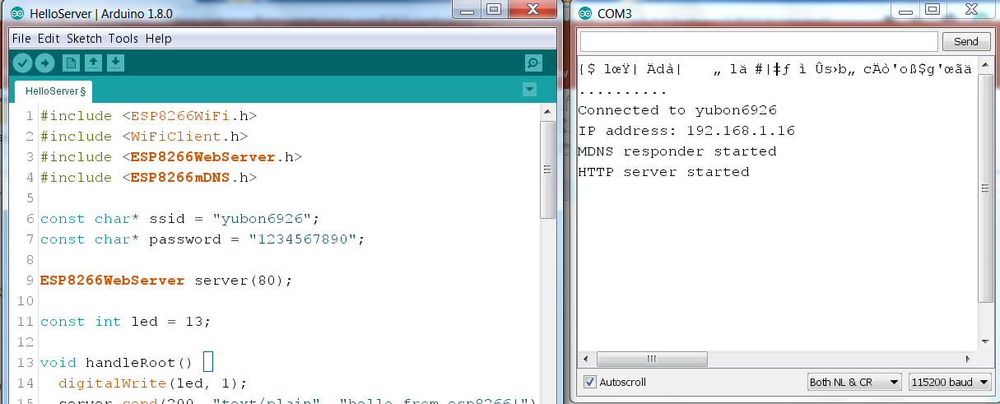 HelloServer | Arduino 1.8.0
File Edit Sketch Tools Help
HelloServer §
1 #include <ESP8266WiFi.h>
2 #include <WiFiClient.h>
3 #include <ESP8266WebServer.h>
4 #include <ESP8266mDNS.h>
5
6 const char* ssid = "yubon6926";
7 const char* password = "1234567890";
8
9 ESP8266WebServer server(80);
10
11 const int led = 13;
12
13 void handleRoot()
14 digitalWrite(led, 1);
15 server.send(200, "text/plain", "hello from esp8266!")
COM3
Send
{$ lœŸ| Ädà| „ lä #|‡ƒ ì Ûs›b„ cÄò'oß$g'œãä
..........
Connected to yubon6926
IP address: 192.168.1.16
MDNS responder started
HTTP server started
Autoscroll
Both NL & CR
115200 baud